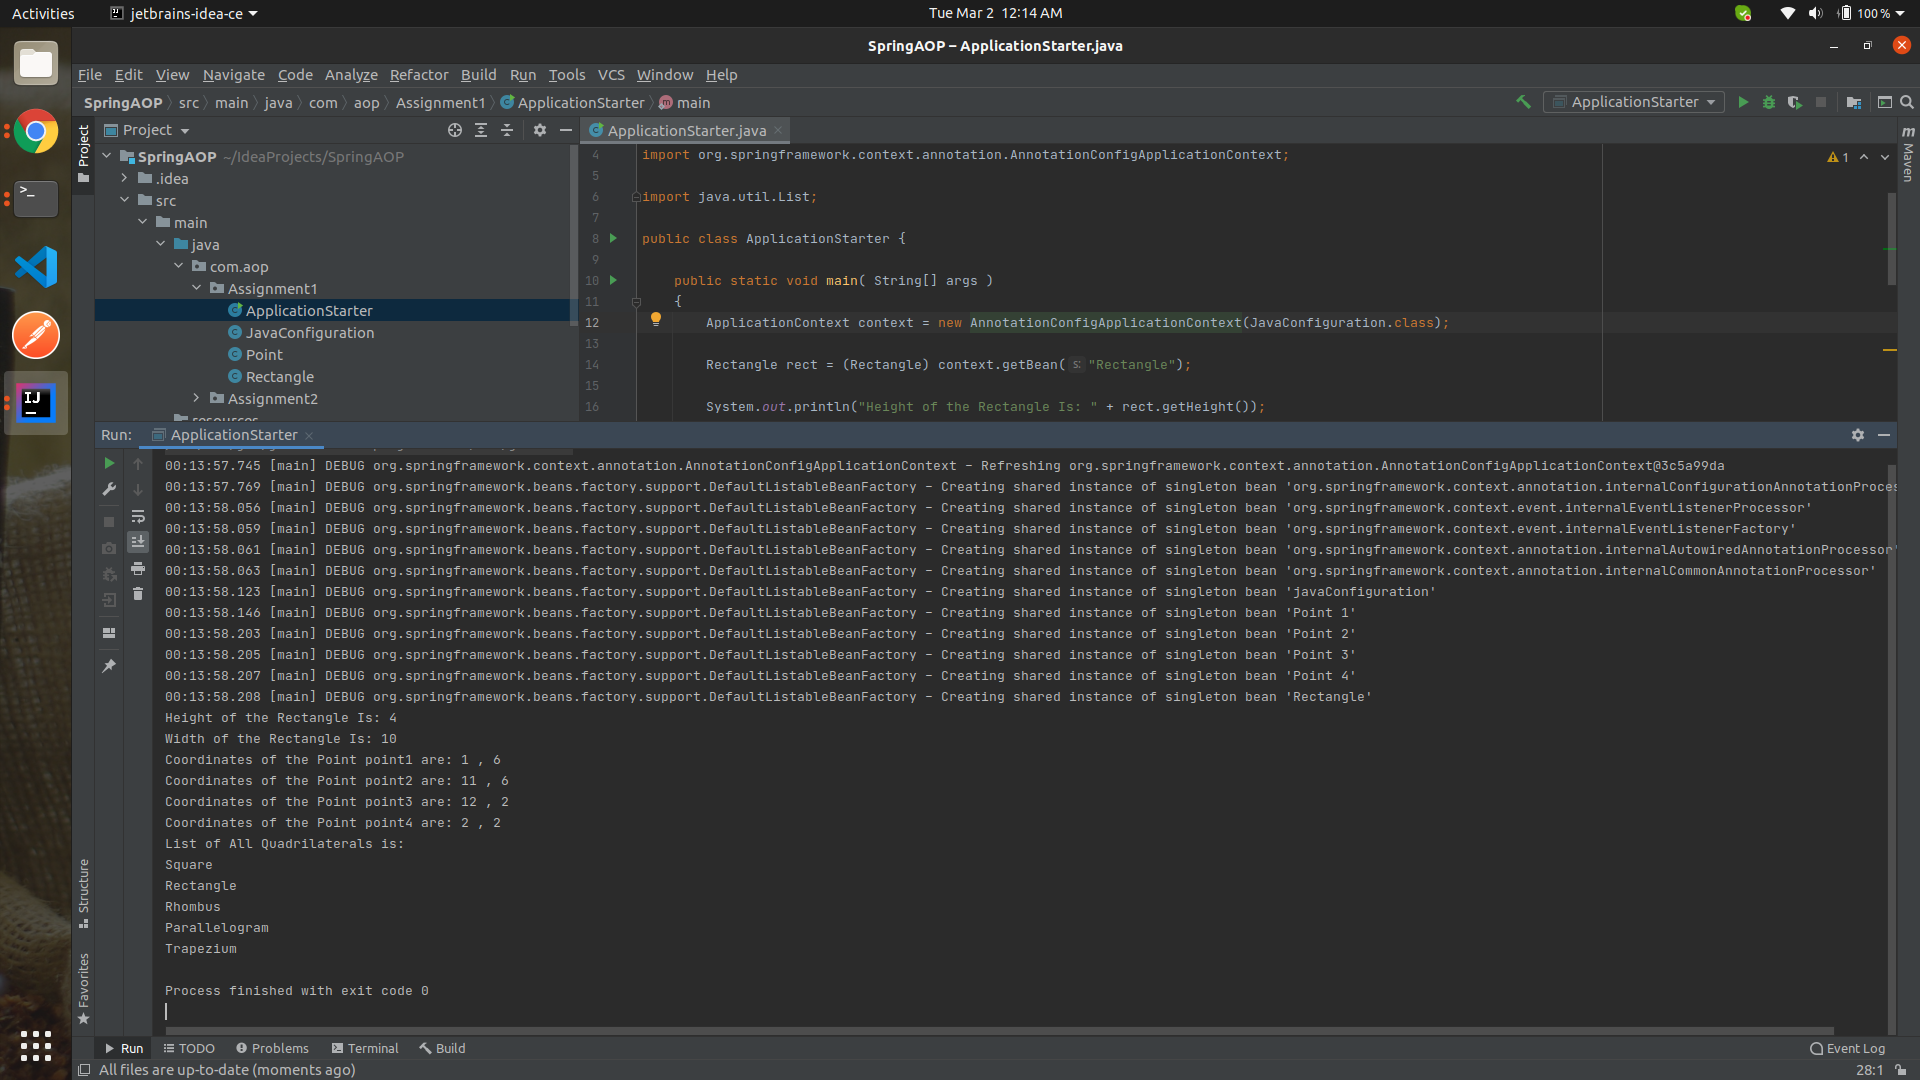 Activities
jetbrains-idea-ce
Tue Mar 2 12:14 AM
100 %
SpringAOP – ApplicationStarter.java
File Edit View Navigate Code Analyze Refactor Build Run Tools VCS Window Help
SpringAOP src main java com aop Assignment1 ApplicationStarter main
ApplicationStarter
Project
Project
SpringAOP ~/IdeaProjects/SpringAOP
.idea
src
main
java
com.aop
Assignment1
ApplicationStarter
JavaConfiguration
Point
Rectangle
Assignment2
resources
ApplicationStarter.java
1
Maven
4 import org.springframework.context.annotation.AnnotationConfigApplicationContext;
5
6 import java.util.List;
7
8 public class ApplicationStarter {
9
10 public static void main( String[] args )
11 {
12 ApplicationContext context = new AnnotationConfigApplicationContext(JavaConfiguration.class);
13
14 Rectangle rect = (Rectangle) context.getBean( s: "Rectangle");
15
16 System.out.println("Height of the Rectangle Is: " + rect.getHeight());
Run: ApplicationStarter
00:13:57.745 [main] DEBUG org.springframework.context.annotation.AnnotationConfigApplicationContext - Refreshing org.springframework.context.annotation.AnnotationConfigApplicationContext@3c5a99da
00:13:57.769 [main] DEBUG org.springframework.beans.factory.support.DefaultListableBeanFactory - Creating shared instance of singleton bean 'org.springframework.context.annotation.internalConfigurationAnnotationProces
00:13:58.056 [main] DEBUG org.springframework.beans.factory.support.DefaultListableBeanFactory - Creating shared instance of singleton bean 'org.springframework.context.event.internalEventListenerProcessor'
00:13:58.059 [main] DEBUG org.springframework.beans.factory.support.DefaultListableBeanFactory - Creating shared instance of singleton bean 'org.springframework.context.event.internalEventListenerFactory'
00:13:58.061 [main] DEBUG org.springframework.beans.factory.support.DefaultListableBeanFactory - Creating shared instance of singleton bean 'org.springframework.context.annotation.internalAutowiredAnnotationProcessor'
00:13:58.063 [main] DEBUG org.springframework.beans.factory.support.DefaultListableBeanFactory - Creating shared instance of singleton bean 'org.springframework.context.annotation.internalCommonAnnotationProcessor'
00:13:58.123 [main] DEBUG org.springframework.beans.factory.support.DefaultListableBeanFactory - Creating shared instance of singleton bean 'javaConfiguration'
00:13:58.146 [main] DEBUG org.springframework.beans.factory.support.DefaultListableBeanFactory - Creating shared instance of singleton bean 'Point 1'
00:13:58.203 [main] DEBUG org.springframework.beans.factory.support.DefaultListableBeanFactory - Creating shared instance of singleton bean 'Point 2'
00:13:58.205 [main] DEBUG org.springframework.beans.factory.support.DefaultListableBeanFactory - Creating shared instance of singleton bean 'Point 3'
00:13:58.207 [main] DEBUG org.springframework.beans.factory.support.DefaultListableBeanFactory - Creating shared instance of singleton bean 'Point 4'
00:13:58.208 [main] DEBUG org.springframework.beans.factory.support.DefaultListableBeanFactory - Creating shared instance of singleton bean 'Rectangle'
Height of the Rectangle Is: 4
Width of the Rectangle Is: 10
Coordinates of the Point point1 are: 1 , 6
Coordinates of the Point point2 are: 11 , 6
Coordinates of the Point point3 are: 12 , 2
Coordinates of the Point point4 are: 2 , 2
List of All Quadrilaterals is:
Square
Rectangle
Rhombus
Parallelogram
Trapezium
Process finished with exit code 0
Structure
Favorites
Run TODO Problems Terminal Build Event Log
All files are up-to-date (moments ago) 28:1